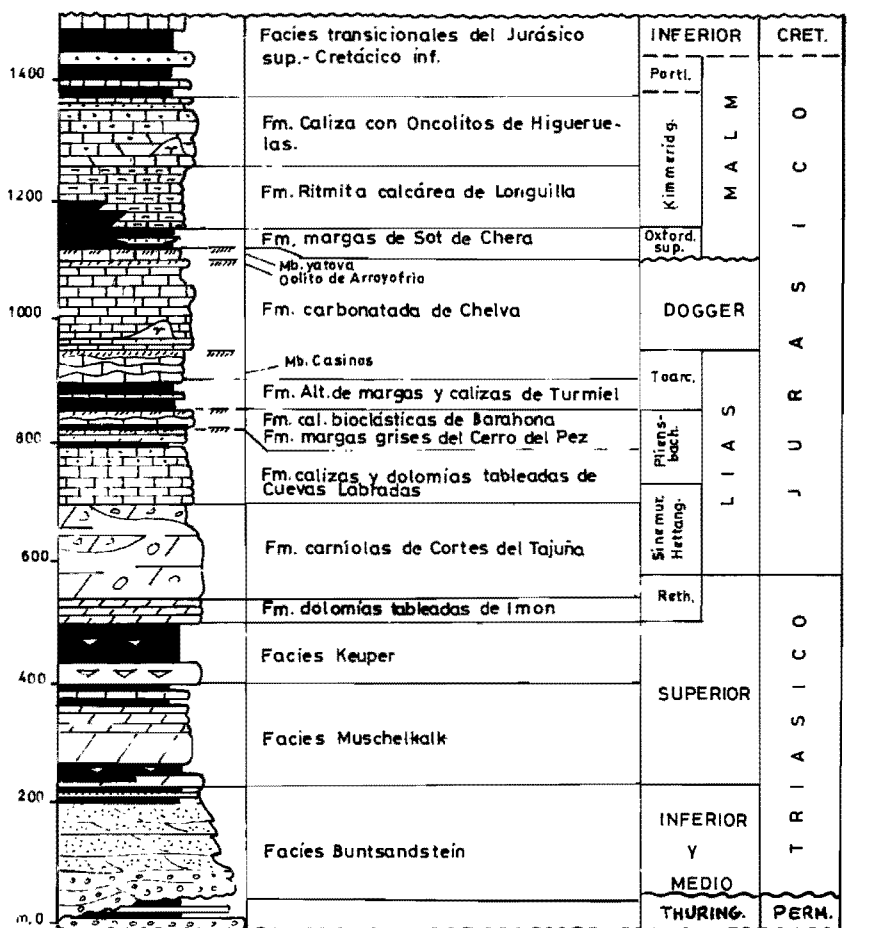 Facies transicionales del Jurásico
sup.- Cretácico inf.
INFERIOR
CRET.
1400
Portl.
Fm. Caliza con Oncolitos de Higuerue-
las.
Kimmeridg.
MALM
JURASICO
1200
Fm. Ritmita calcárea de Loriguilla
Fm, margas de Sot de Chera
Oxford.
sup.
Mb. yatova
Oolito de Arroyofrio
1000
Fm. carbonatada de Chelva
DOGGER
Mb. Casinos
Toarc.
LIAS
Fm. Alt. de margas y calizas de Turmiel
Fm. cal. bioclásticas de Barahona
800
Fm. margas grises del Cerro del Pez
Pliens-
bach.
Fm. calizas y dolomías tableadas de
Cuevas Labradas
Sinemur.
Hettang.
600
Fm. carníolas de Cortes del Tajuña
Reth.
Fm. dolomías tableadas de Imon
TRIASICO
Facies Keuper
400
SUPERIOR
Facies Muschelkalk
200
INFERIOR
Y
MEDIO
Facies Buntsandstein
m. 0
THURING.
PERM.